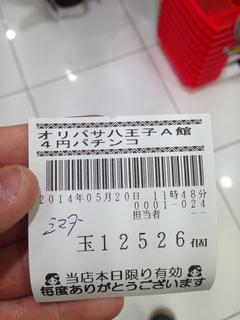 オリパサ八王子A館
4円パチンコ
2014年05月20日 11時48分
0001-024
担当者 --
玉12526個
当店本日限り有効
毎度ありがとうございます